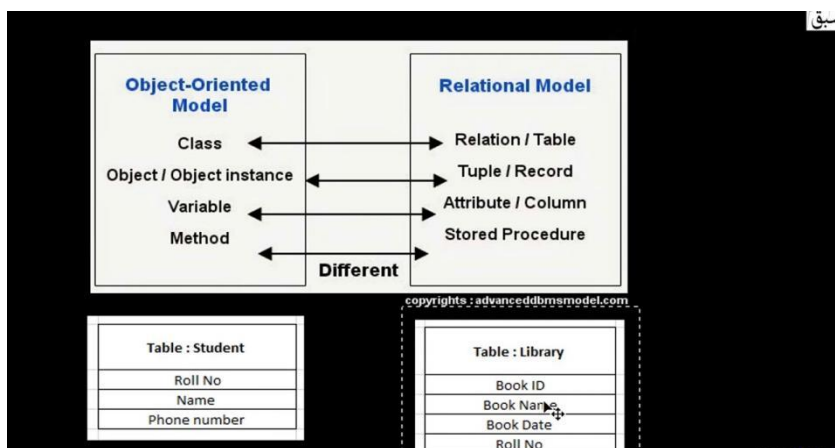 سبق
Object-Oriented
Model
Class
Object / Object instance
Variable
Method
Relational Model
Relation / Table
Tuple / Record
Attribute / Column
Stored Procedure
Different
copyrights : advanceddbmsmodel.com
Table : Student
Roll No
Name
Phone number
Table : Library
Book ID
Book Name
Book Date
Roll No